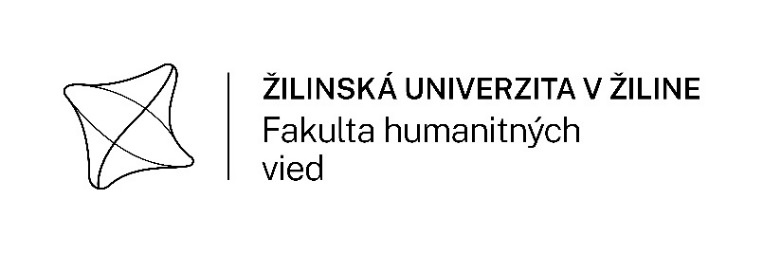 ŽILINSKÁ UNIVERZITA V ŽILINE
Fakulta humanitných
vied